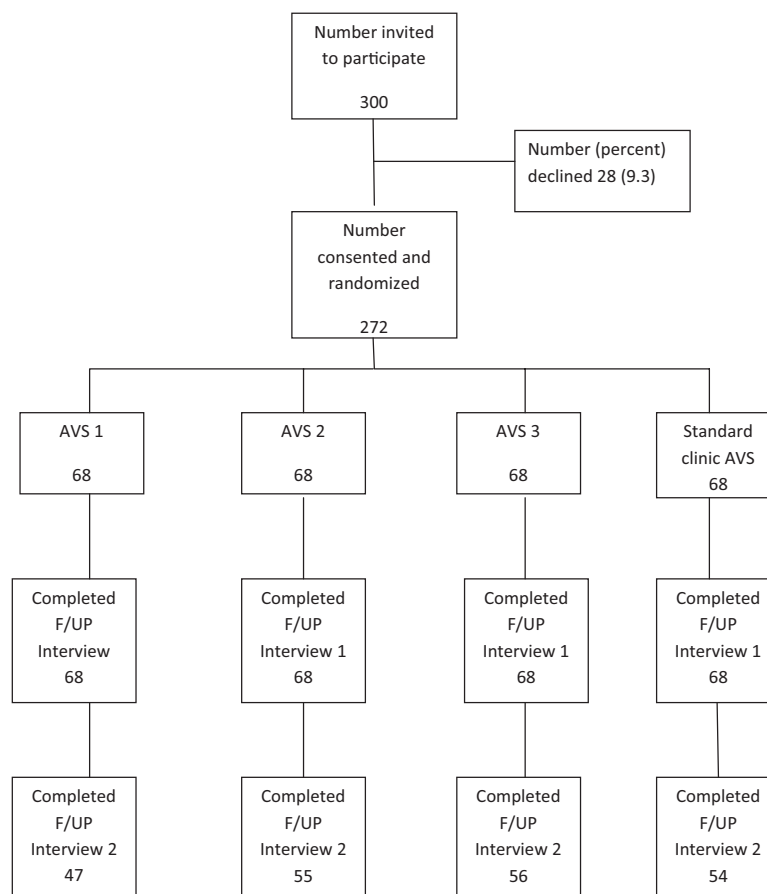 Number invited
to participate
300
Number (percent)
declined 28 (9.3)
Number
consented and
randomized
272
AVS 1
68
AVS 2
68
AVS 3
68
Standard
clinic AVS
68
Completed
F/UP
Interview
68
Completed
F/UP
Interview 1
68
Completed
F/UP
Interview 1
68
Completed
F/UP
Interview 1
68
Completed
F/UP
Interview 2
47
Completed
F/UP
Interview 2
55
Completed
F/UP
Interview 2
56
Completed
F/UP
Interview 2
54